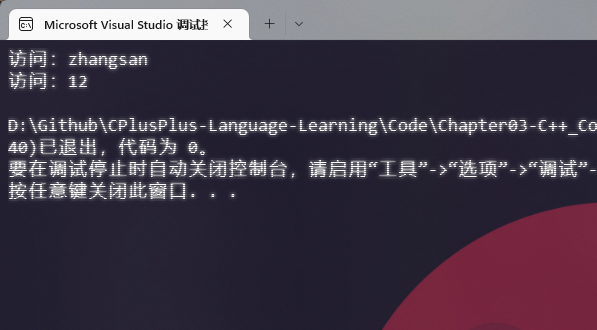 Microsoft Visual Studio 调试
访问: zhangsan
访问: 12
D:\Github\CPlusPlus-Language-Learning\Code\Chapter03-C++_Co
40)已退出，代码为 0。
要在调试停止时自动关闭控制台，请启用“工具”->“选项”->“调试”-
按任意键关闭此窗口. . .